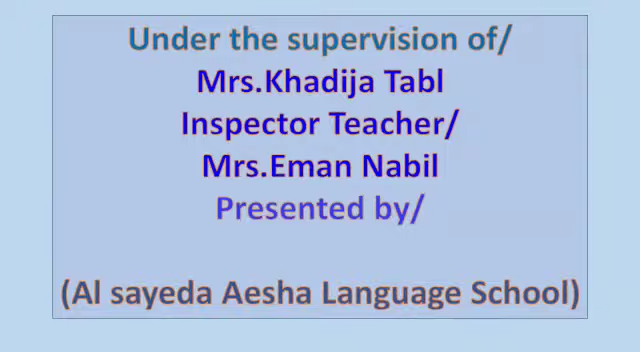 Under the supervision of/
Mrs.Khadija Tabl
Inspector Teacher/
Mrs.Eman Nabil
Presented by/
(Al sayeda Aesha Language School)